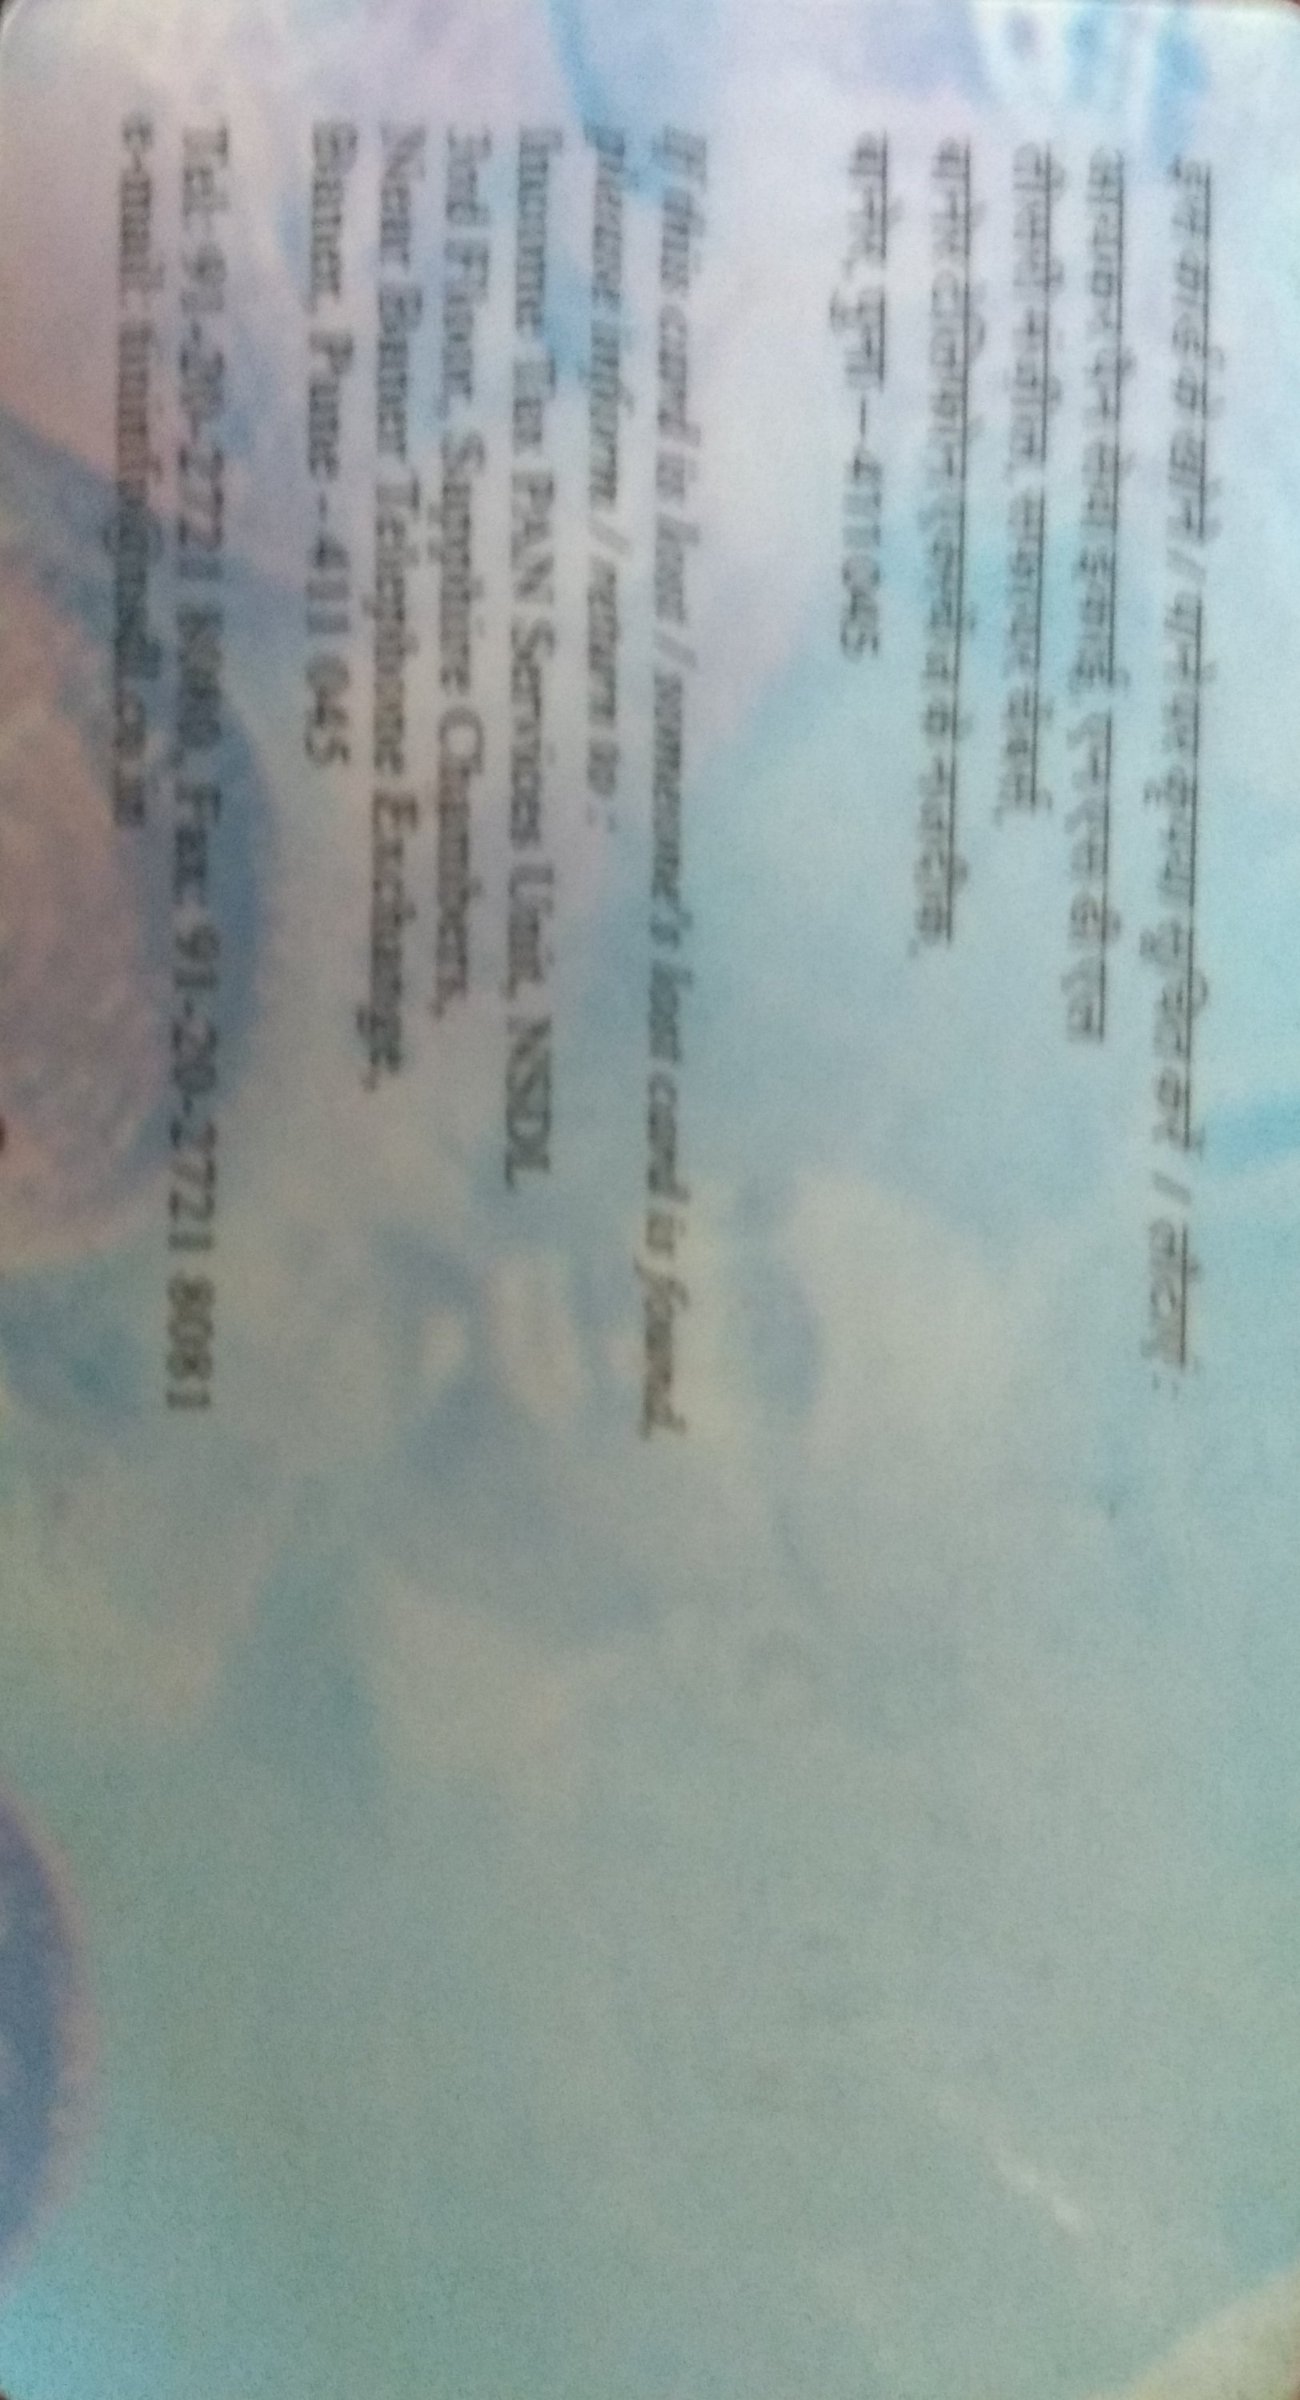 इस कार्ड के खोने / पाने पर कृपया सूचित करें / लौटाएं :
आयकर पैन सेवा इकाई, एन एस डी एल
तीसरी मंजील, सफायर चेंबर्स,
बानेर टेलिफोन एक्स्चेंज के नजदीक,
बानेर, पुना-411 045
If this card is lost / someone's lost card is found,
please inform / return to :
Income Tax PAN Services Unit, NSDL
3rd Floor, Sapphire Chambers,
Near Baner Telephone Exchange,
Baner, Pune - 411 045
Tel: 91-20-2721 8080, Fax: 91-20-2721 8081
e-mail: tininfo@nsdl.co.in